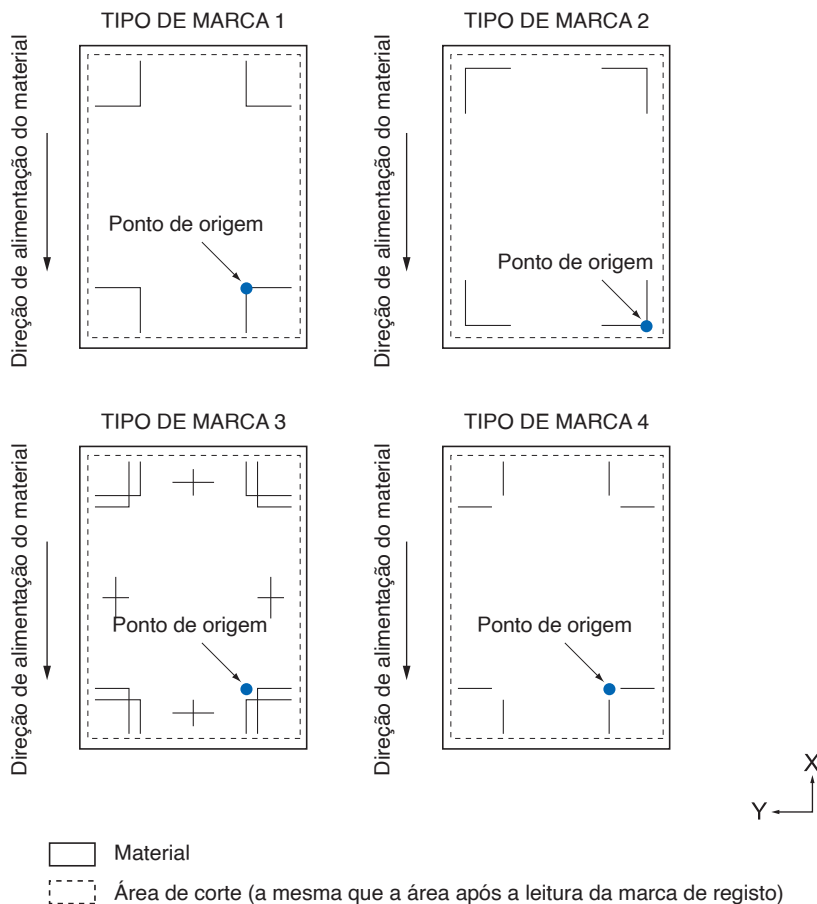 TIPO DE MARCA 1
Direção de alimentação do material
Ponto de origem
TIPO DE MARCA 2
Direção de alimentação do material
Ponto de origem
TIPO DE MARCA 3
Direção de alimentação do material
Ponto de origem
TIPO DE MARCA 4
Direção de alimentação do material
Ponto de origem
X
Y
Material
Área de corte (a mesma que a área após a leitura da marca de registo)